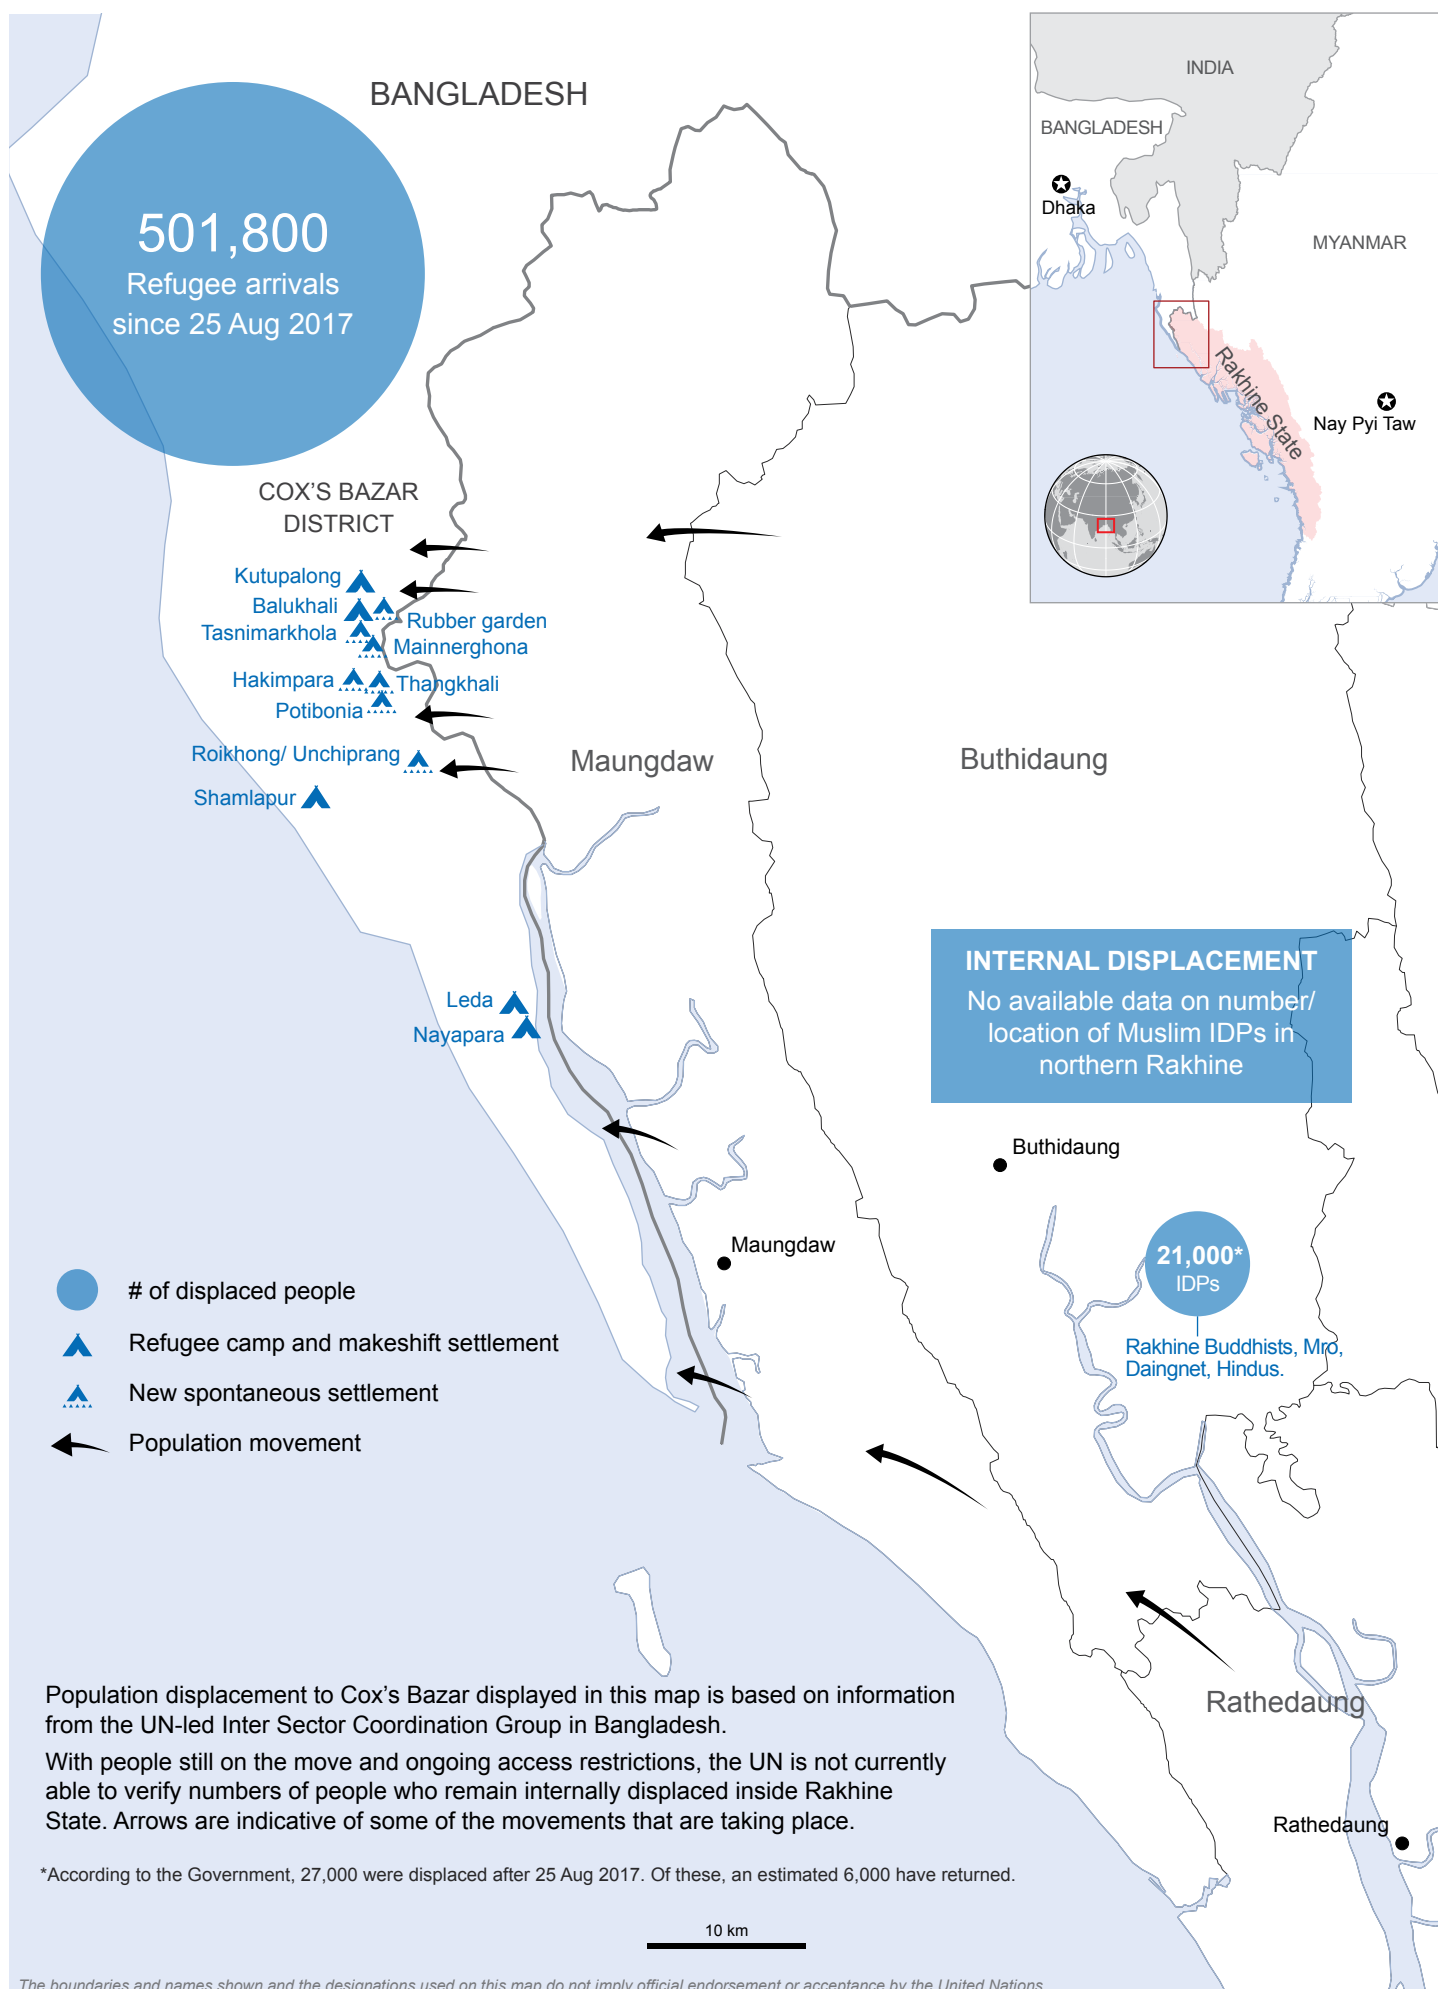 BANGLADESH
501,800
Refugee arrivals
since 25 Aug 2017
INDIA
BANGLADESH
Dhaka
MYANMAR
Rakhine State
Nay Pyi Taw
COX'S BAZAR
DISTRICT
Kutupalong
Balukhali
Rubber garden
Tasnimarkhola
Mainnerghona
Hakimpara
Thangkhali
Potibonia
Roikhong/ Unchiprang
Shamlapur
Maungdaw
Buthidaung
INTERNAL DISPLACEMENT
No available data on number/
location of Muslim IDPs in
northern Rakhine
Leda
Nayapara
Buthidaung
Maungdaw
21,000*
IDPs
Rakhine Buddhists, Mro,
Daingnet, Hindus.
# of displaced people
Refugee camp and makeshift settlement
New spontaneous settlement
Population movement
Population displacement to Cox's Bazar displayed in this map is based on information
from the UN-led Inter Sector Coordination Group in Bangladesh.
With people still on the move and ongoing access restrictions, the UN is not currently
able to verify numbers of people who remain internally displaced inside Rakhine
State. Arrows are indicative of some of the movements that are taking place.
Rathedaung
Rathedaung
*According to the Government, 27,000 were displaced after 25 Aug 2017. Of these, an estimated 6,000 have returned.
10 km
The boundaries and names shown and the designations used on this map do not imply official endorsement or acceptance by the United Nations